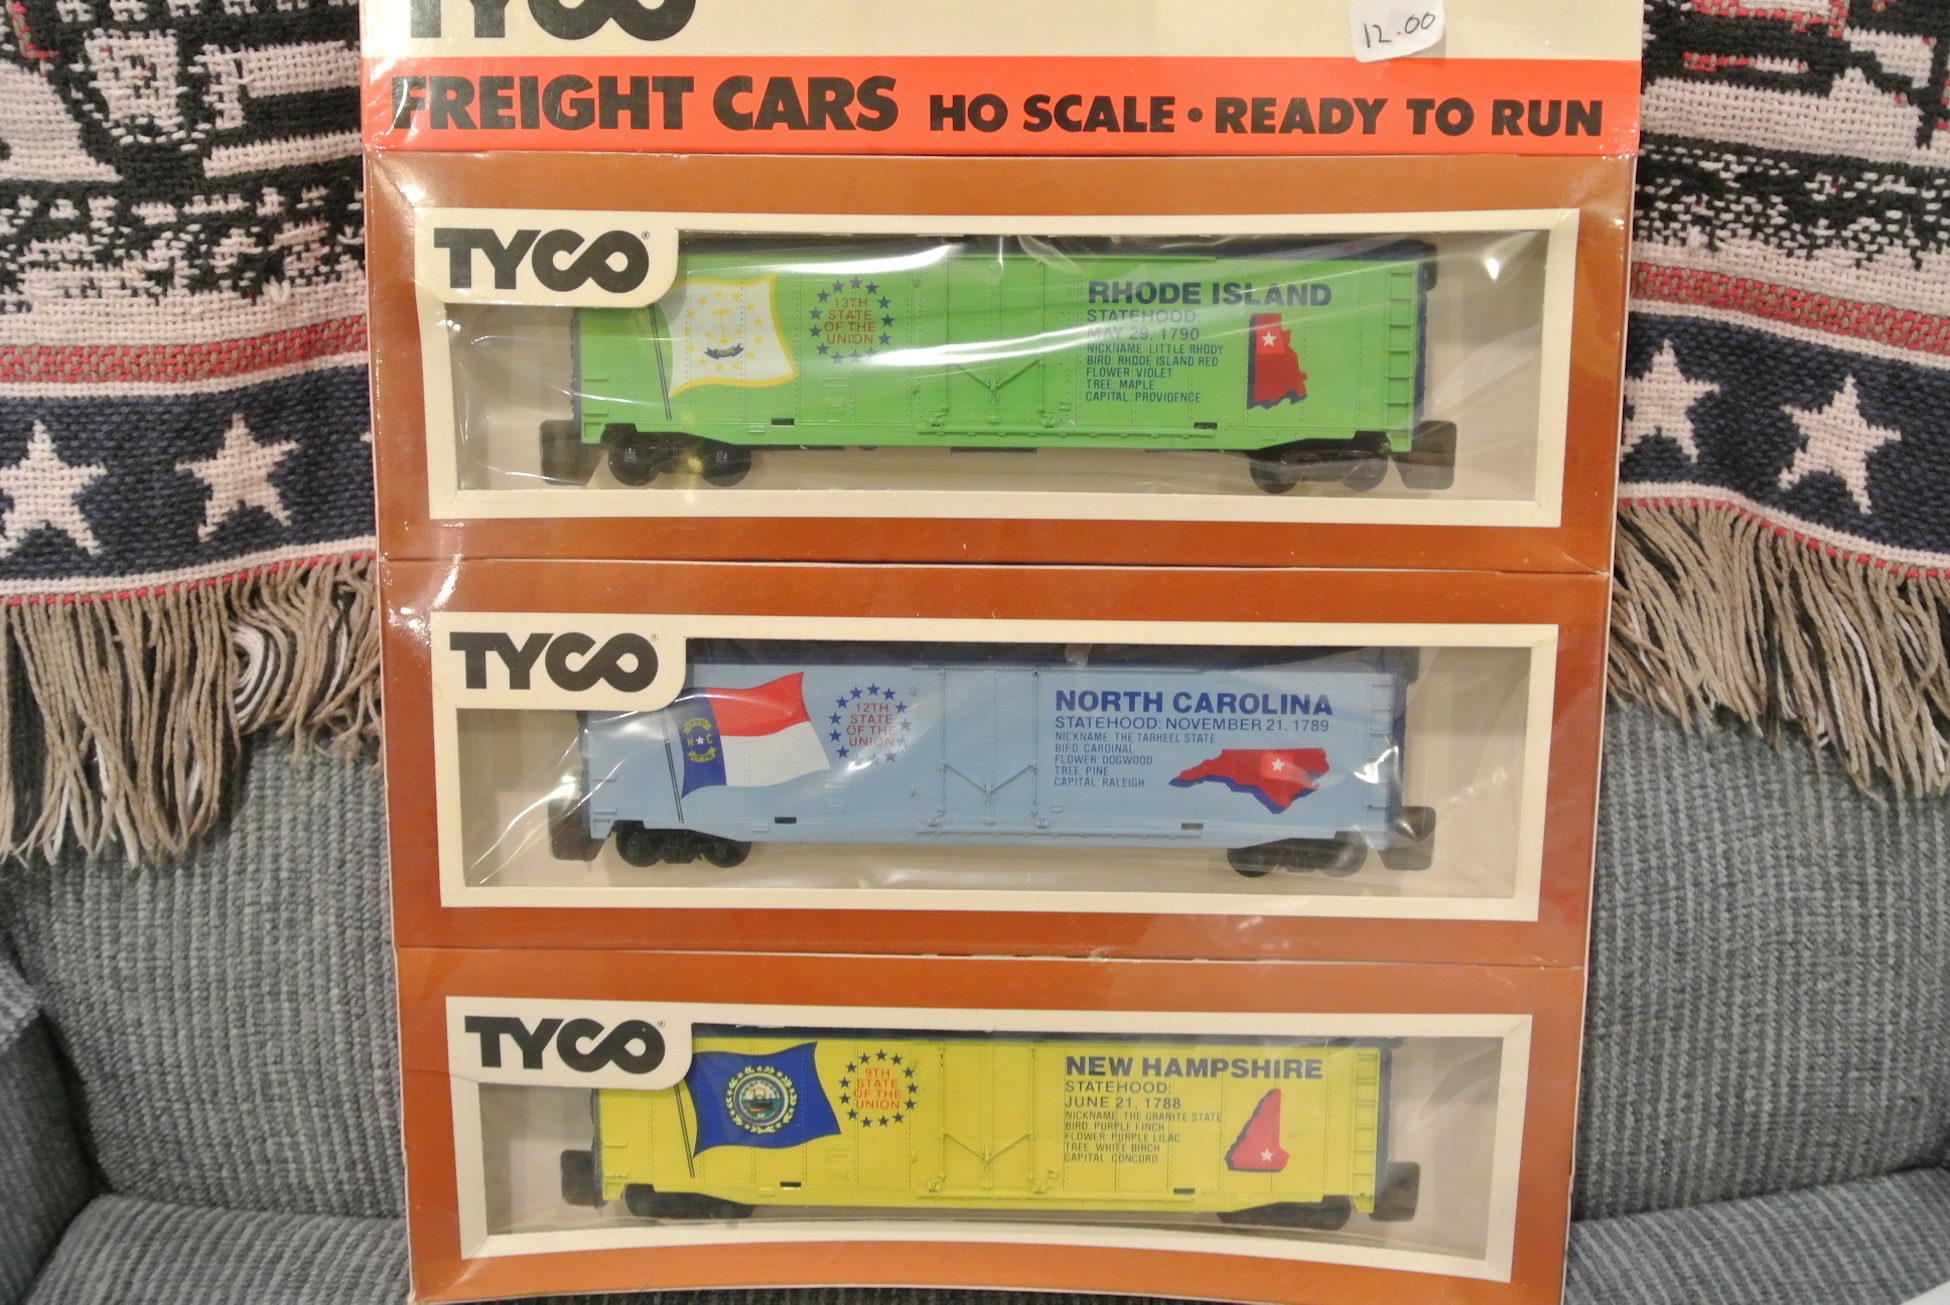 TYCO
12.00
FREIGHT CARS HO SCALE • READY TO RUN
TYCO®
13TH
STATE
OF THE
UNION
HOPE
RHODE ISLAND
STATEHOOD:
MAY 29, 1790
NICKNAME: LITTLE RHODY
BIRD: RHODE ISLAND RED
FLOWER: VIOLET
TREE: MAPLE
CAPITAL: PROVIDENCE
TYCO®
N C
12TH
STATE
OF THE
UNION
NORTH CAROLINA
STATEHOOD: NOVEMBER 21, 1789
NICKNAME: THE TARHEEL STATE
BIRD: CARDINAL
FLOWER: DOGWOOD
TREE: PINE
CAPITAL: RALEIGH
TYCO®
9TH
STATE
OF THE
UNION
NEW HAMPSHIRE
STATEHOOD:
JUNE 21, 1788
NICKNAME: THE GRANITE STATE
BIRD: PURPLE FINCH
FLOWER: PURPLE LILAC
TREE: WHITE BIRCH
CAPITAL: CONCORD